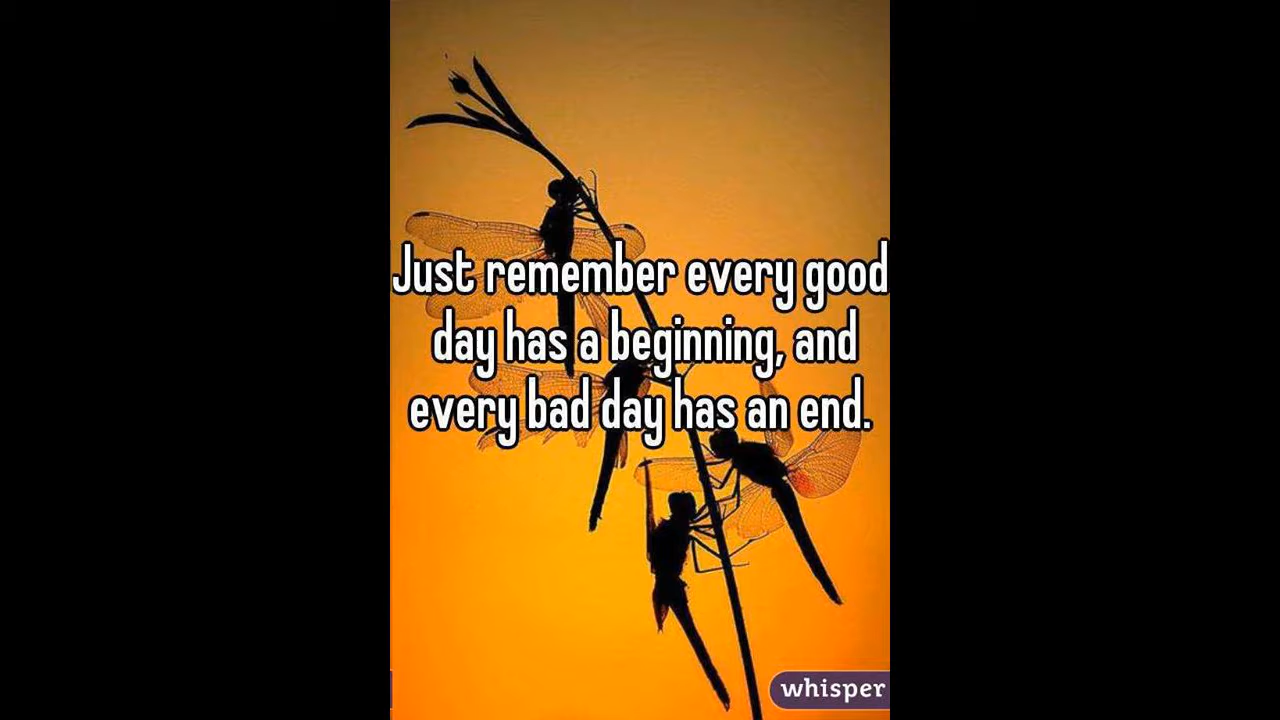 Just remember every good
day has a beginning, and
every bad day has an end.
whisper